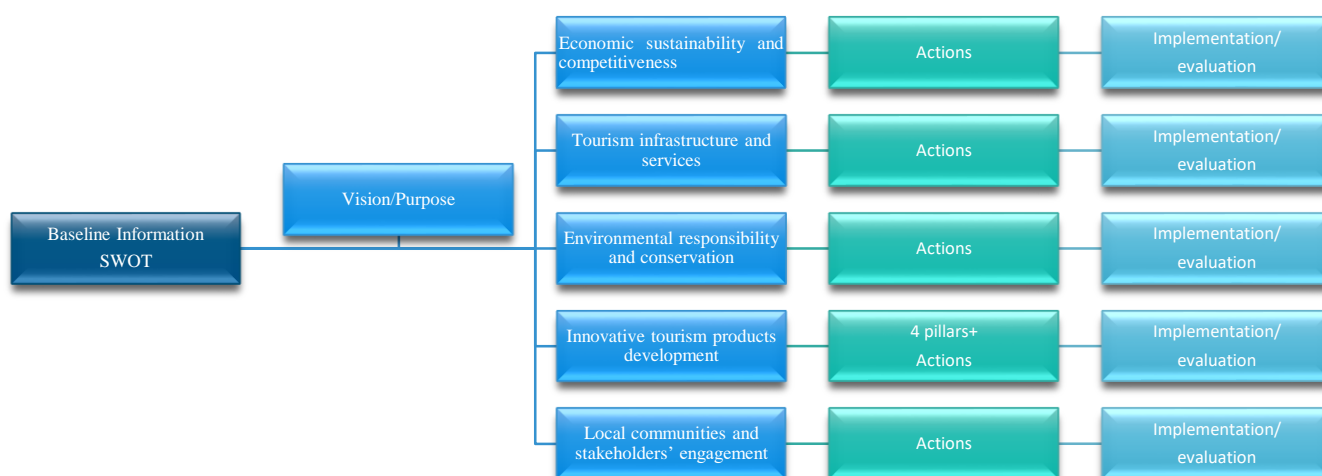 Baseline Information
SWOT
Vision/Purpose
Economic sustainability and
competitiveness
Actions
Implementation/
evaluation
Tourism infrastructure and
services
Actions
Implementation/
evaluation
Environmental responsibility
and conservation
Actions
Implementation/
evaluation
Innovative tourism products
development
4 pillars+
Actions
Implementation/
evaluation
Local communities and
stakeholders’ engagement
Actions
Implementation/
evaluation